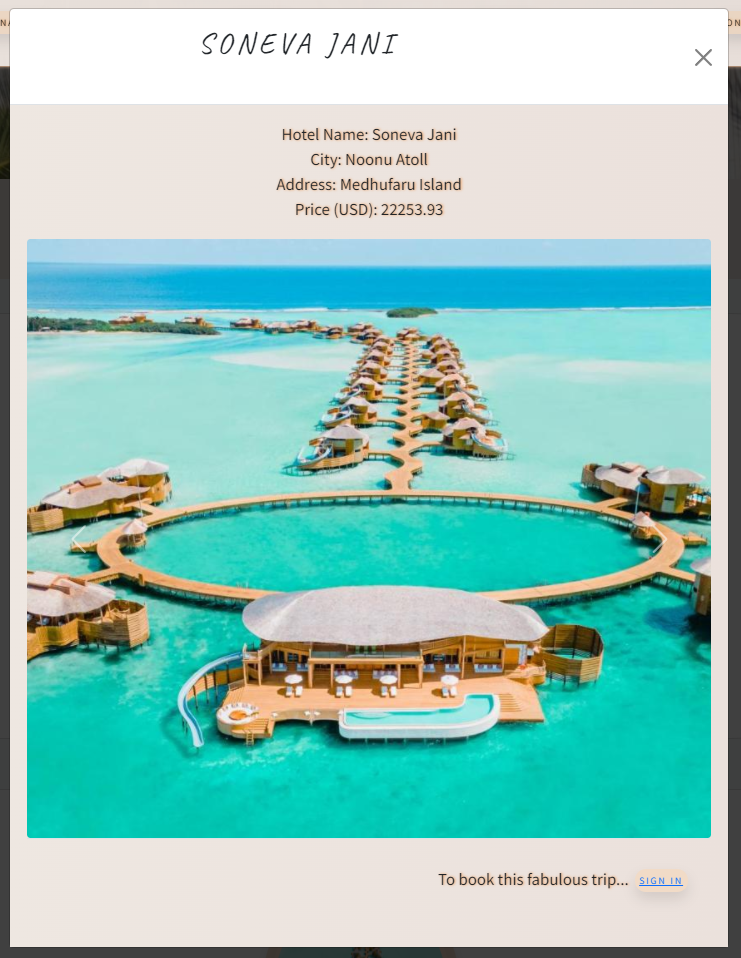 SONEVA JANI
Hotel Name: Soneva Jani
City: Noonu Atoll
Address: Medhufaru Island
Price (USD): 22253.93
To book this fabulous trip... SIGN IN